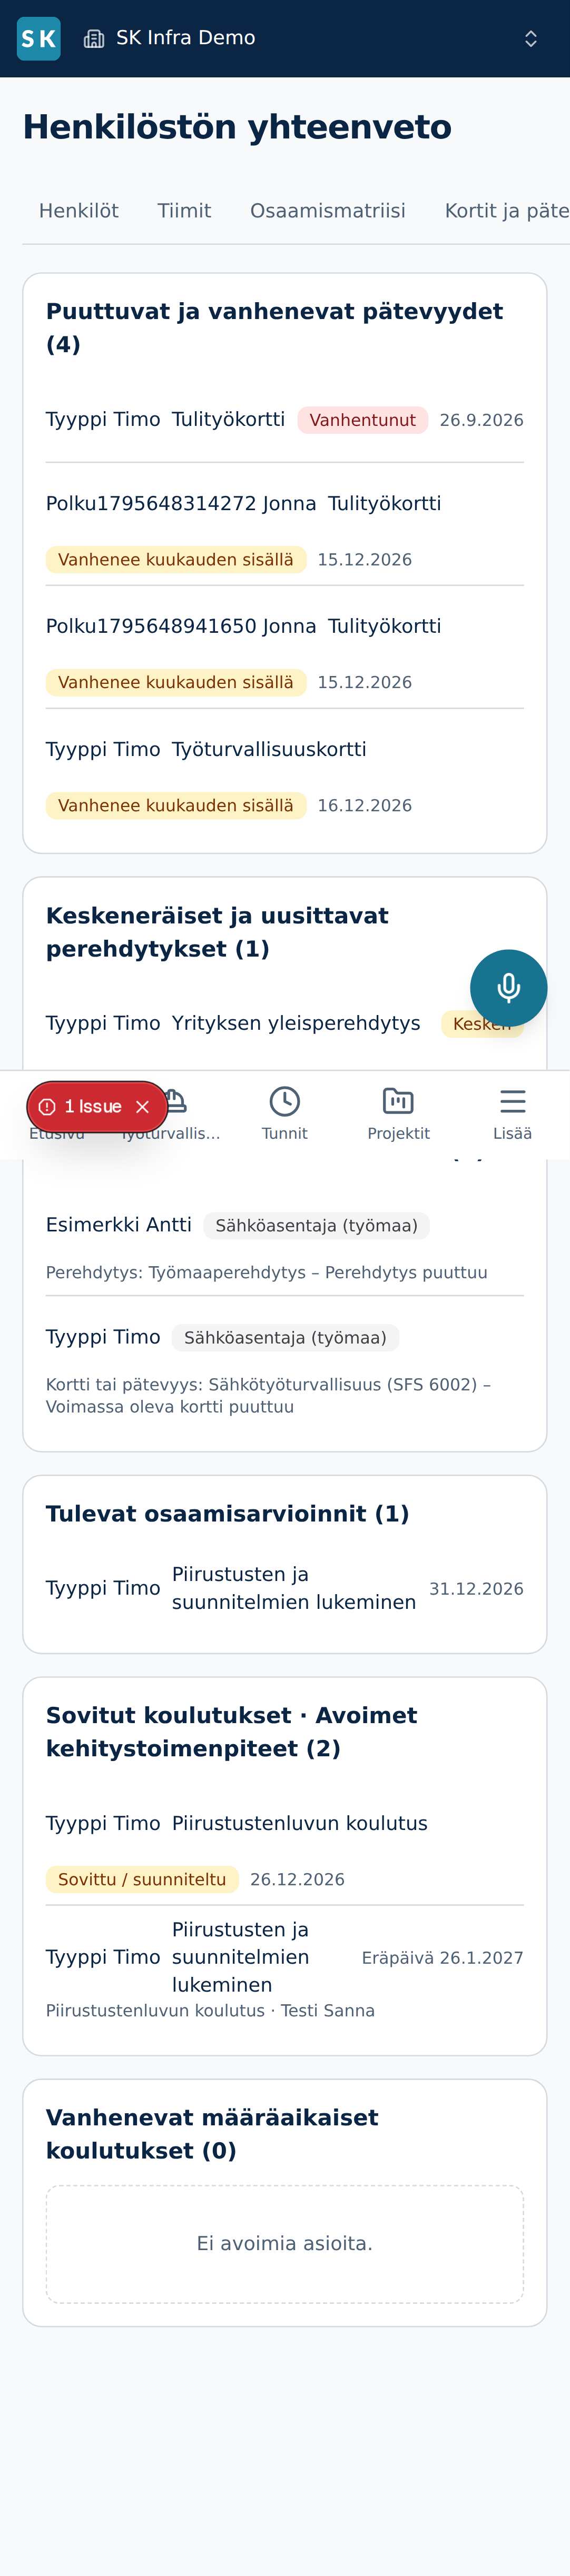 SK SK Infra Demo
Henkilöstön yhteenveto
Henkilöt Tiimit Osaamismatriisi Kortit ja päte
Puuttuvat ja vanhenevat pätevyydet
(4)
Tyyppi Timo Tulityökortti Vanhentunut 26.9.2026
Polku1795648314272 Jonna Tulityökortti
Vanhenee kuukauden sisällä 15.12.2026
Polku1795648941650 Jonna Tulityökortti
Vanhenee kuukauden sisällä 15.12.2026
Tyyppi Timo Työturvallisuuskortti
Vanhenee kuukauden sisällä 16.12.2026
Keskeneräiset ja uusittavat
perehdytykset (1)
Tyyppi Timo Yrityksen yleisperehdytys Kesken
1 Issue
Etusivu Työturvallis... Tunnit Projektit Lisää
Esimerkki Antti Sähköasentaja (työmaa)
Perehdytys: Työmaaperehdytys – Perehdytys puuttuu
Tyyppi Timo Sähköasentaja (työmaa)
Kortti tai pätevyys: Sähkötyöturvallisuus (SFS 6002) –
Voimassa oleva kortti puuttuu
Tulevat osaamisarvioinnit (1)
Tyyppi Timo Piirustusten ja
suunnitelmien lukeminen 31.12.2026
Sovitut koulutukset · Avoimet
kehitystoimenpiteet (2)
Tyyppi Timo Piirustustenluvun koulutus
Sovittu / suunniteltu 26.12.2026
Tyyppi Timo Piirustusten ja
suunnitelmien
lukeminen Eräpäivä 26.1.2027
Piirustustenluvun koulutus · Testi Sanna
Vanhenevat määräaikaiset
koulutukset (0)
Ei avoimia asioita.